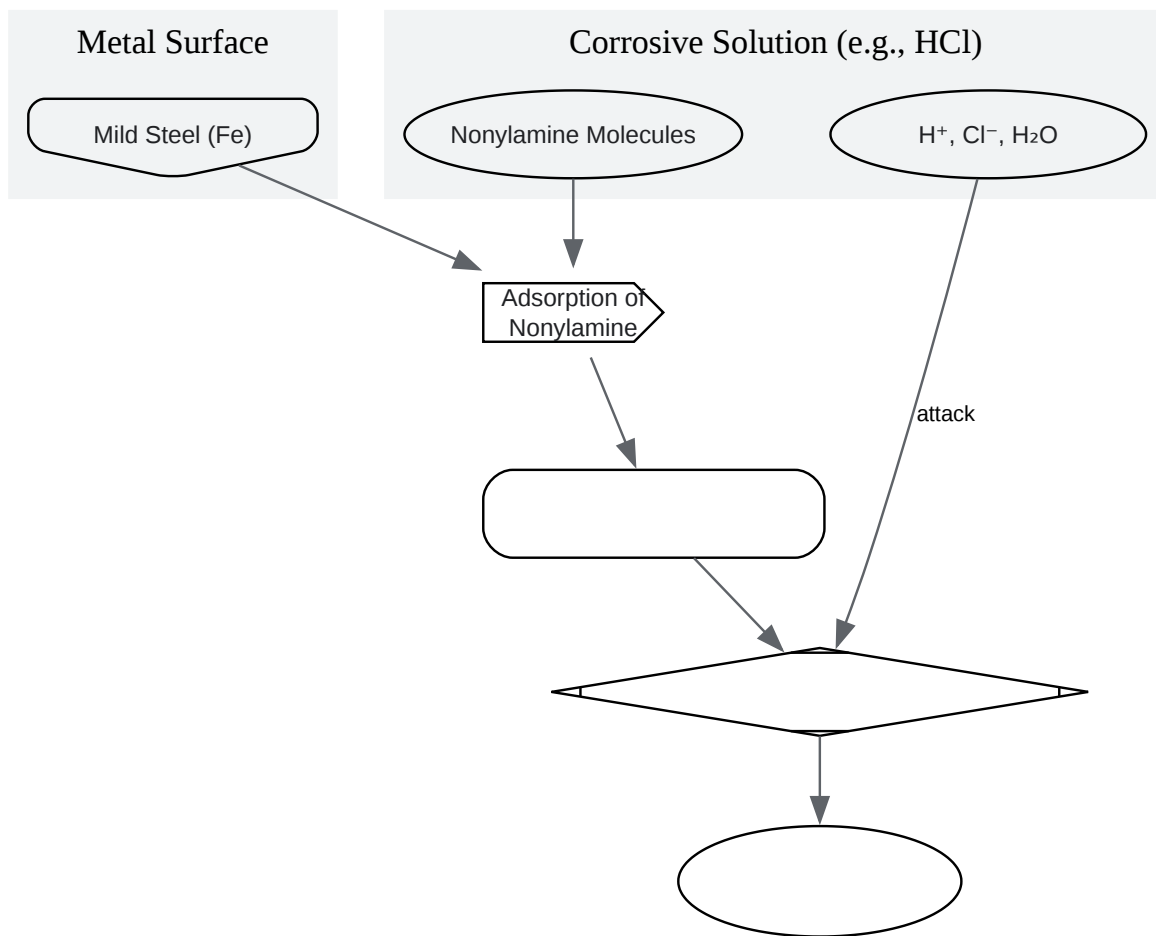 Metal Surface
Corrosive Solution (e.g., HCl)
Mild Steel (Fe)
Nonylamine Molecules
H⁺, Cl⁻, H₂O
Adsorption of
Nonylamine
attack